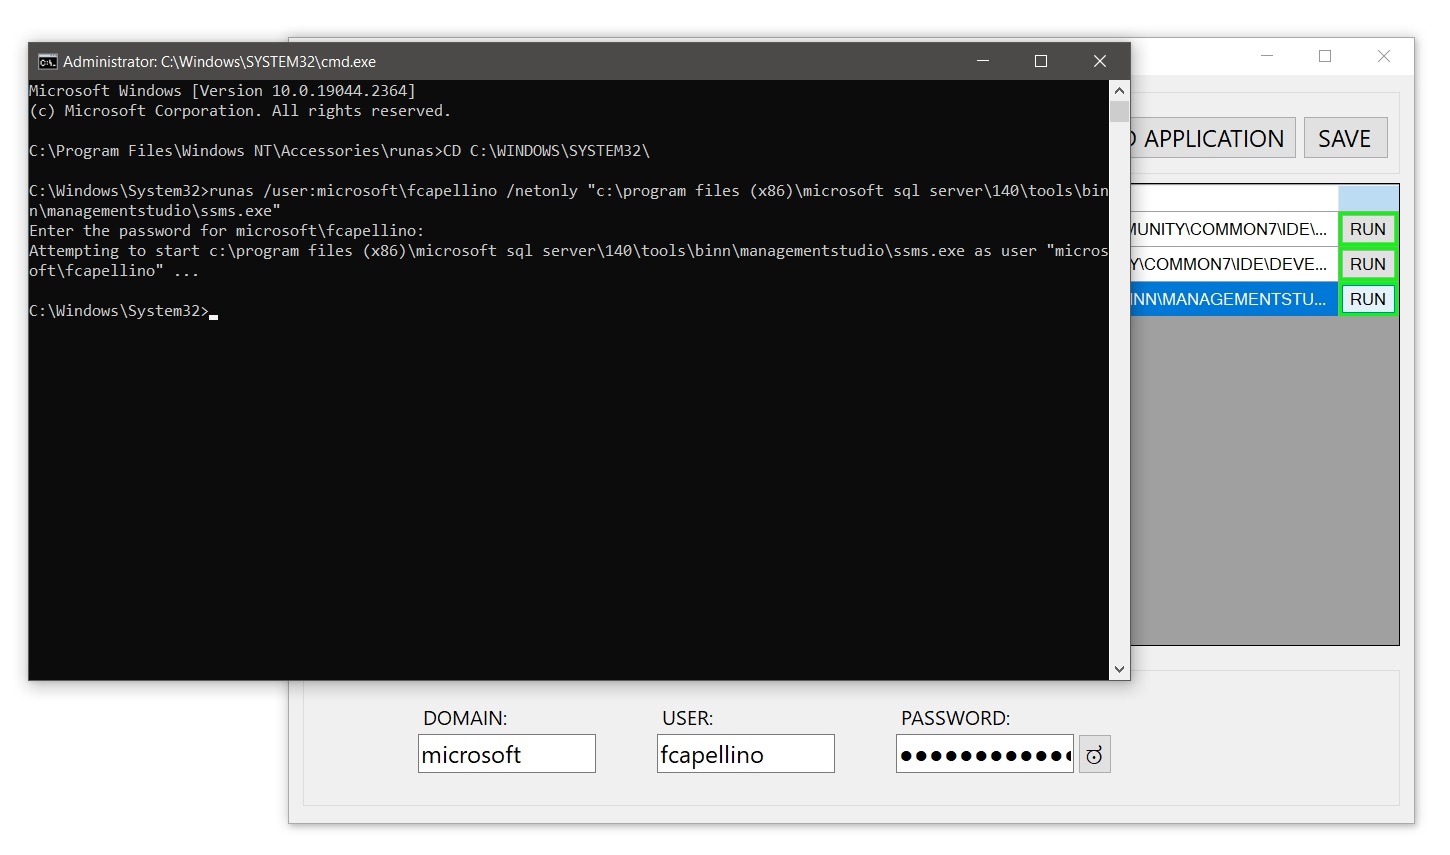 Administrator: C:\Windows\SYSTEM32\cmd.exe
Microsoft Windows [Version 10.0.19044.2364]
(c) Microsoft Corporation. All rights reserved.
C:\Program Files\Windows NT\Accessories\runas>CD C:\WINDOWS\SYSTEM32\
C:\Windows\System32>runas /user:microsoft\fcapellino /netonly "c:\program files (x86)\microsoft sql server\140\tools\bin
n\managementstudio\ssms.exe"
Enter the password for microsoft\fcapellino:
Attempting to start c:\program files (x86)\microsoft sql server\140\tools\binn\managementstudio\ssms.exe as user "micros
oft\fcapellino" ...
C:\Windows\System32>
APPLICATION
SAVE
MUNITY\COMMON7\IDE\... RUN
Y\COMMON7\IDE\DEVE... RUN
INN\MANAGEMENTSTU... RUN
DOMAIN: USER: PASSWORD:
microsoft fcapellino ●●●●●●●●●●●●